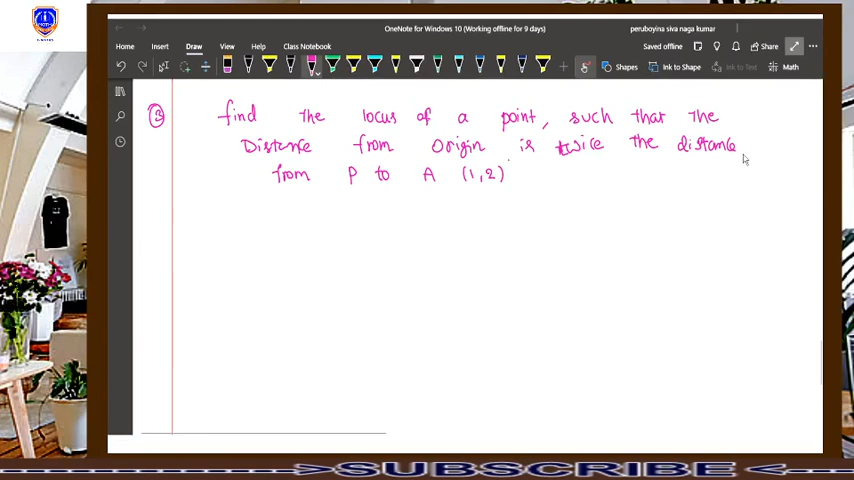 OneNote for Windows 10 (Working offline for 9 days)
peruboyina siva naga kumar
Home Insert Draw View Help Class Notebook
Saved offline Share
Shapes Ink to Shape Ink to Text Math
3 find the locus of a point, such that the
Distance from Origin is twice the distance
from P to A (1,2)
--------------->SUBSCRIBE<---------------